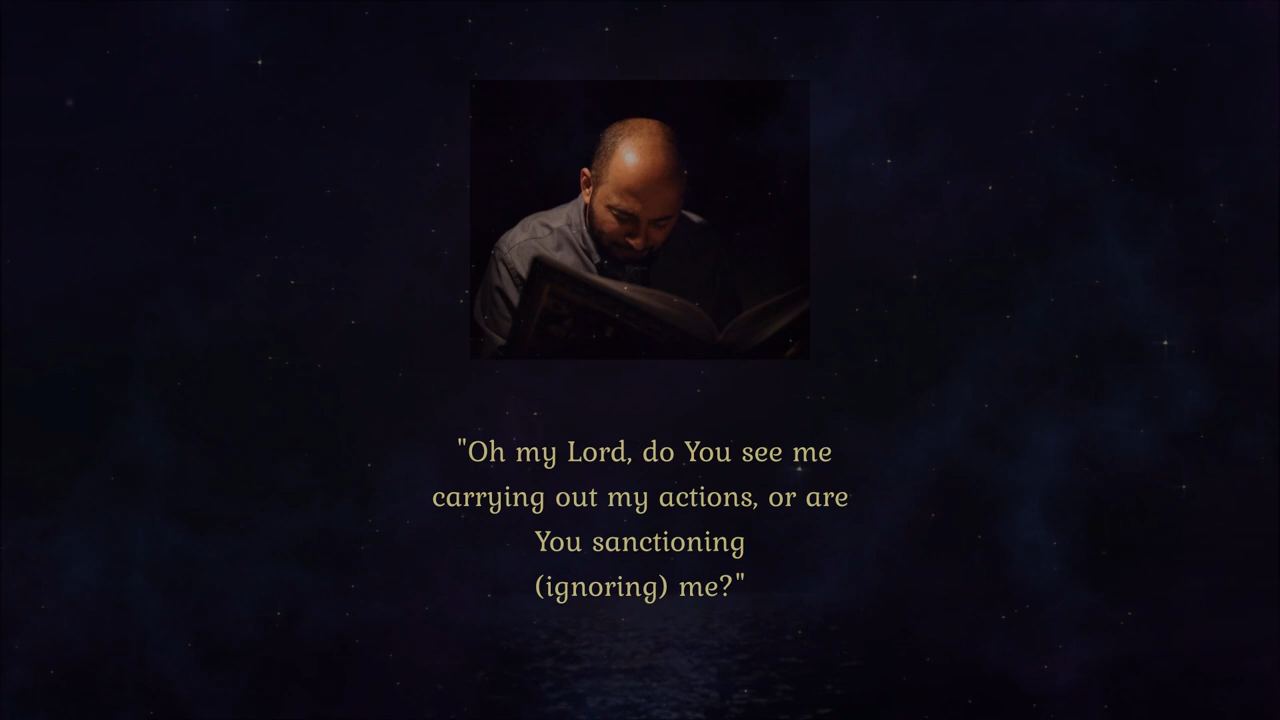 "Oh my Lord, do You see me
carrying out my actions, or are
You sanctioning
(ignoring) me?"